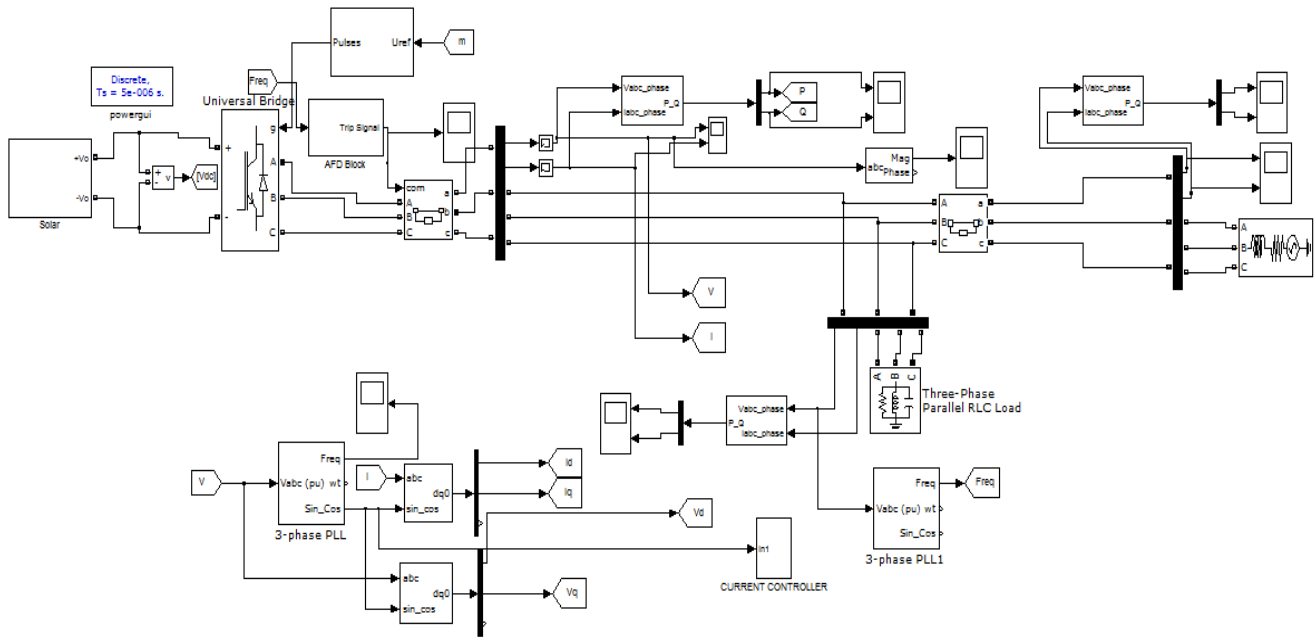 Pulses
Uref
m
Discrete,
Ts = 5e-006 s.
powergui
Freq
Universal Bridge
Trip Signal
AFD Block
+Vo
-Vo
Solar
+
-
v
[Vdc]
+
-
g
A
B
C
com
A
B
C
a
b
c
Vabc_phase
Iabc_phase
P_Q
P
Q
abc
Mag
Phase
A
B
C
a
b
c
Vabc_phase
Iabc_phase
P_Q
A
B
C
V
I
A
B
C
Three-Phase
Parallel RLC Load
Vabc_phase
P_Q
Iabc_phase
V
Freq
Vabc (pu) wt
Sin_Cos
3-phase PLL
I
abc
dq0
sin_cos
Id
Iq
Vd
abc
dq0
sin_cos
Vq
In1
CURRENT CONTROLLER
Freq
Vabc (pu) wt
Sin_Cos
3-phase PLL1
Freq